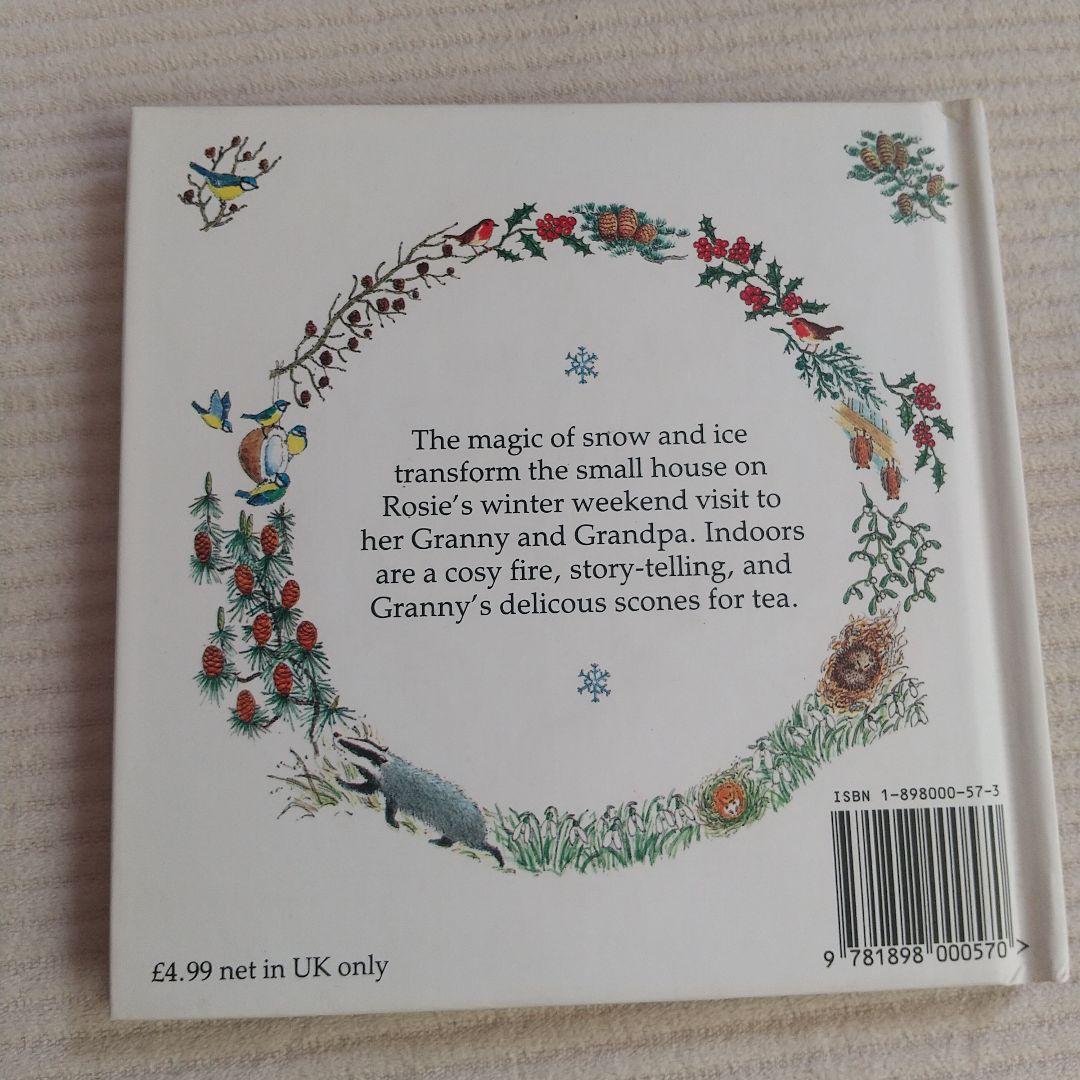 The magic of snow and ice
transform the small house on
Rosie's winter weekend visit to
her Granny and Grandpa. Indoors
are a cosy fire, story-telling, and
Granny's delicous scones for tea.
ISBN 1-898000-57-3
9 781898 000570 >
£4.99 net in UK only